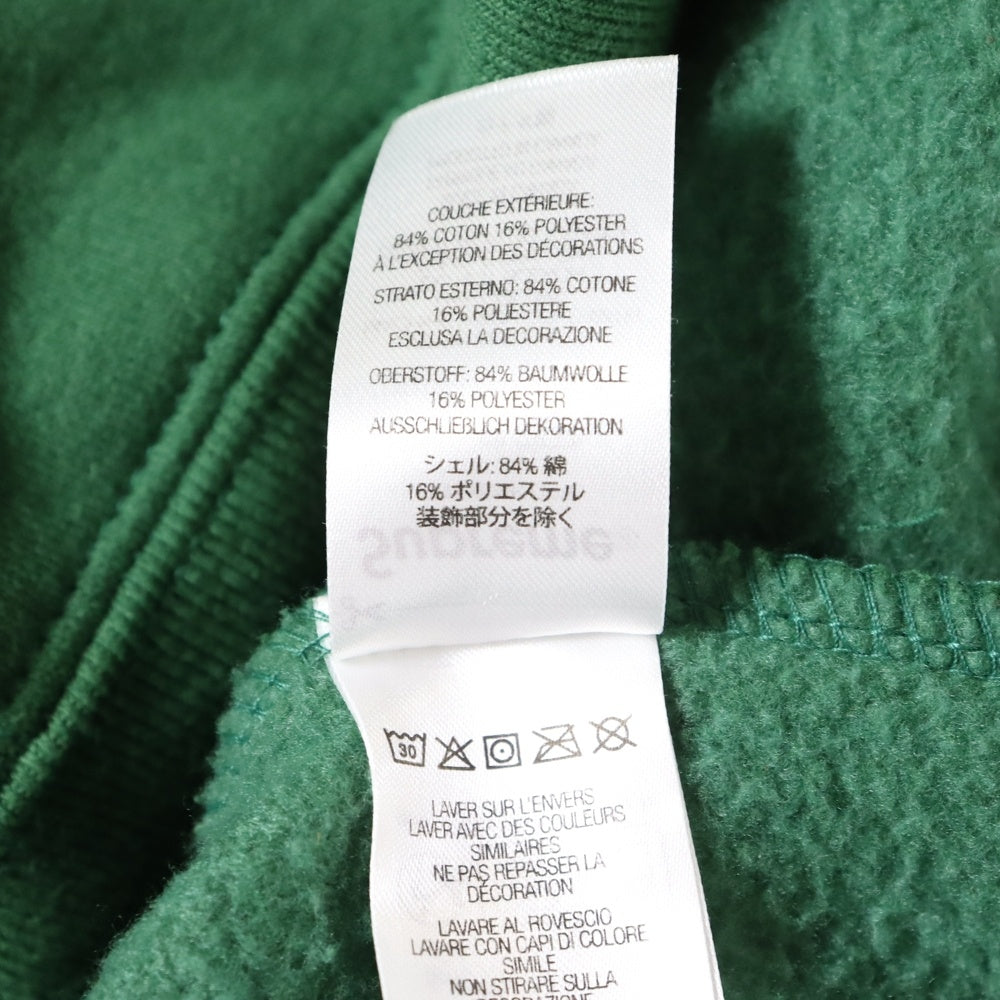 COUCHE EXTÉRIEURE:
84% COTON 16% POLYESTER
À L'EXCEPTION DES DÉCORATIONS
STRATO ESTERNO: 84% COTONE
16% POLIESTERE
ESCLUSA LA DECORAZIONE
OBERSTOFF: 84% BAUMWOLLE
16% POLYESTER
AUSSCHLIEßLICH DEKORATION
シェル: 84% 綿
16% ポリエステル
装飾部分を除く
Supreme
30
LAVER SUR L'ENVERS
LAVER AVEC DES COULEURS
SIMILAIRES
NE PAS REPASSER LA
DÉCORATION
LAVARE AL ROVESCIO
LAVARE CON CAPI DI COLORE
SIMILE
NON STIRARE SULLA
DECORAZIONE